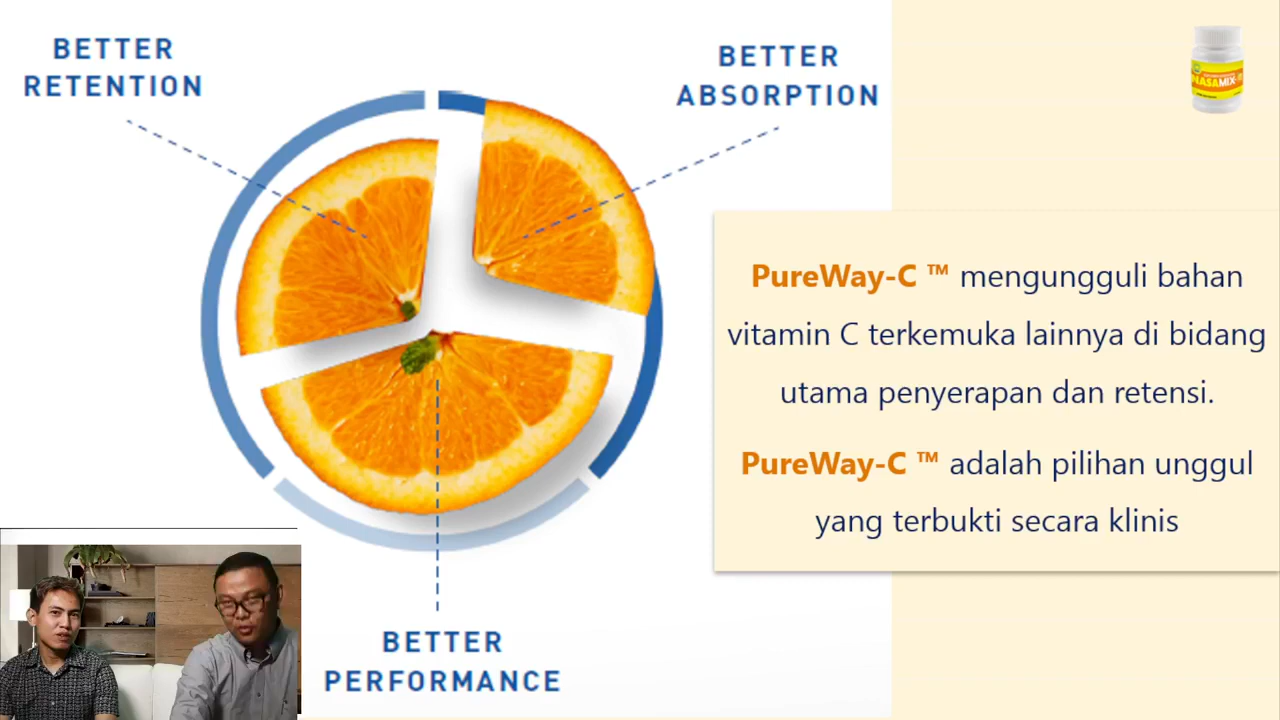 BETTER
RETENTION
BETTER
ABSORPTION
PureWay-C ™ mengungguli bahan
vitamin C terkemuka lainnya di bidang
utama penyerapan dan retensi.
PureWay-C ™ adalah pilihan unggul
yang terbukti secara klinis
BETTER
PERFORMANCE